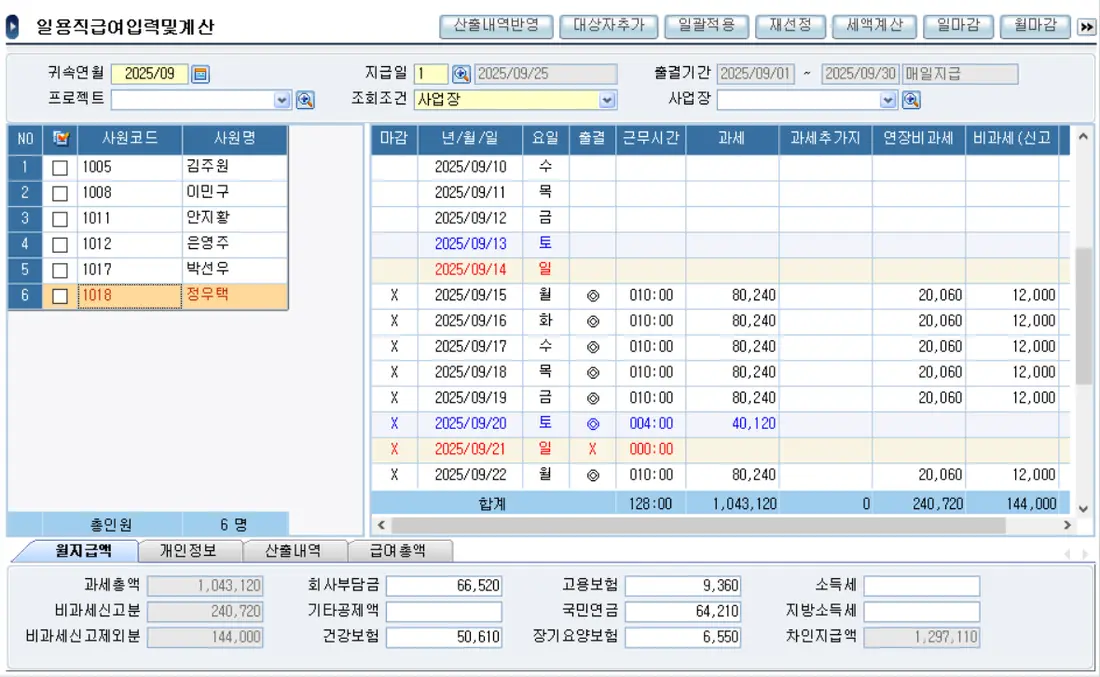 일용직급여입력및계산
산출내역반영 대상자추가 일괄적용 재선정 세액계산 일마감 월마감
귀속연월 2025/09 지급일 1 2025/09/25 출결기간 2025/09/01 ~ 2025/09/30 매일지급
프로젝트 조회조건 사업장 사업장
NO 사원코드 사원명
1 1005 김주원
2 1008 이민구
3 1011 안지황
4 1012 은영주
5 1017 박선우
6 1018 정우택
총인원 6 명
마감 년/월/일 요일 출결 근무시간 과세 과세추가지 연장비과세 비과세(신고
2025/09/10 수
2025/09/11 목
2025/09/12 금
2025/09/13 토
2025/09/14 일
X 2025/09/15 월 ◎ 010:00 80,240 20,060 12,000
X 2025/09/16 화 ◎ 010:00 80,240 20,060 12,000
X 2025/09/17 수 ◎ 010:00 80,240 20,060 12,000
X 2025/09/18 목 ◎ 010:00 80,240 20,060 12,000
X 2025/09/19 금 ◎ 010:00 80,240 20,060 12,000
X 2025/09/20 토 ◎ 004:00 40,120
X 2025/09/21 일 X 000:00
X 2025/09/22 월 ◎ 010:00 80,240 20,060 12,000
합계 128:00 1,043,120 0 240,720 144,000
월지급액 개인정보 산출내역 급여총액
과세총액 1,043,120 회사부담금 66,520 고용보험 9,360 소득세
비과세신고분 240,720 기타공제액 국민연금 64,210 지방소득세
비과세신고제외분 144,000 건강보험 50,610 장기요양보험 6,550 차인지급액 1,297,110